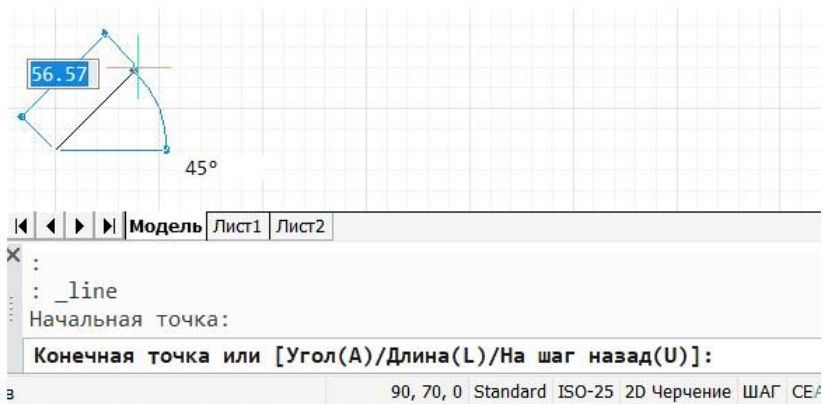 56.57
45°
Модель Лист1 Лист2
:
: _line
Начальная точка:
Конечная точка или [Угол(A)/Длина(L)/На шаг назад(U)]:
в 90, 70, 0 Standard ISO-25 2D Черчение ШАГ СЕ